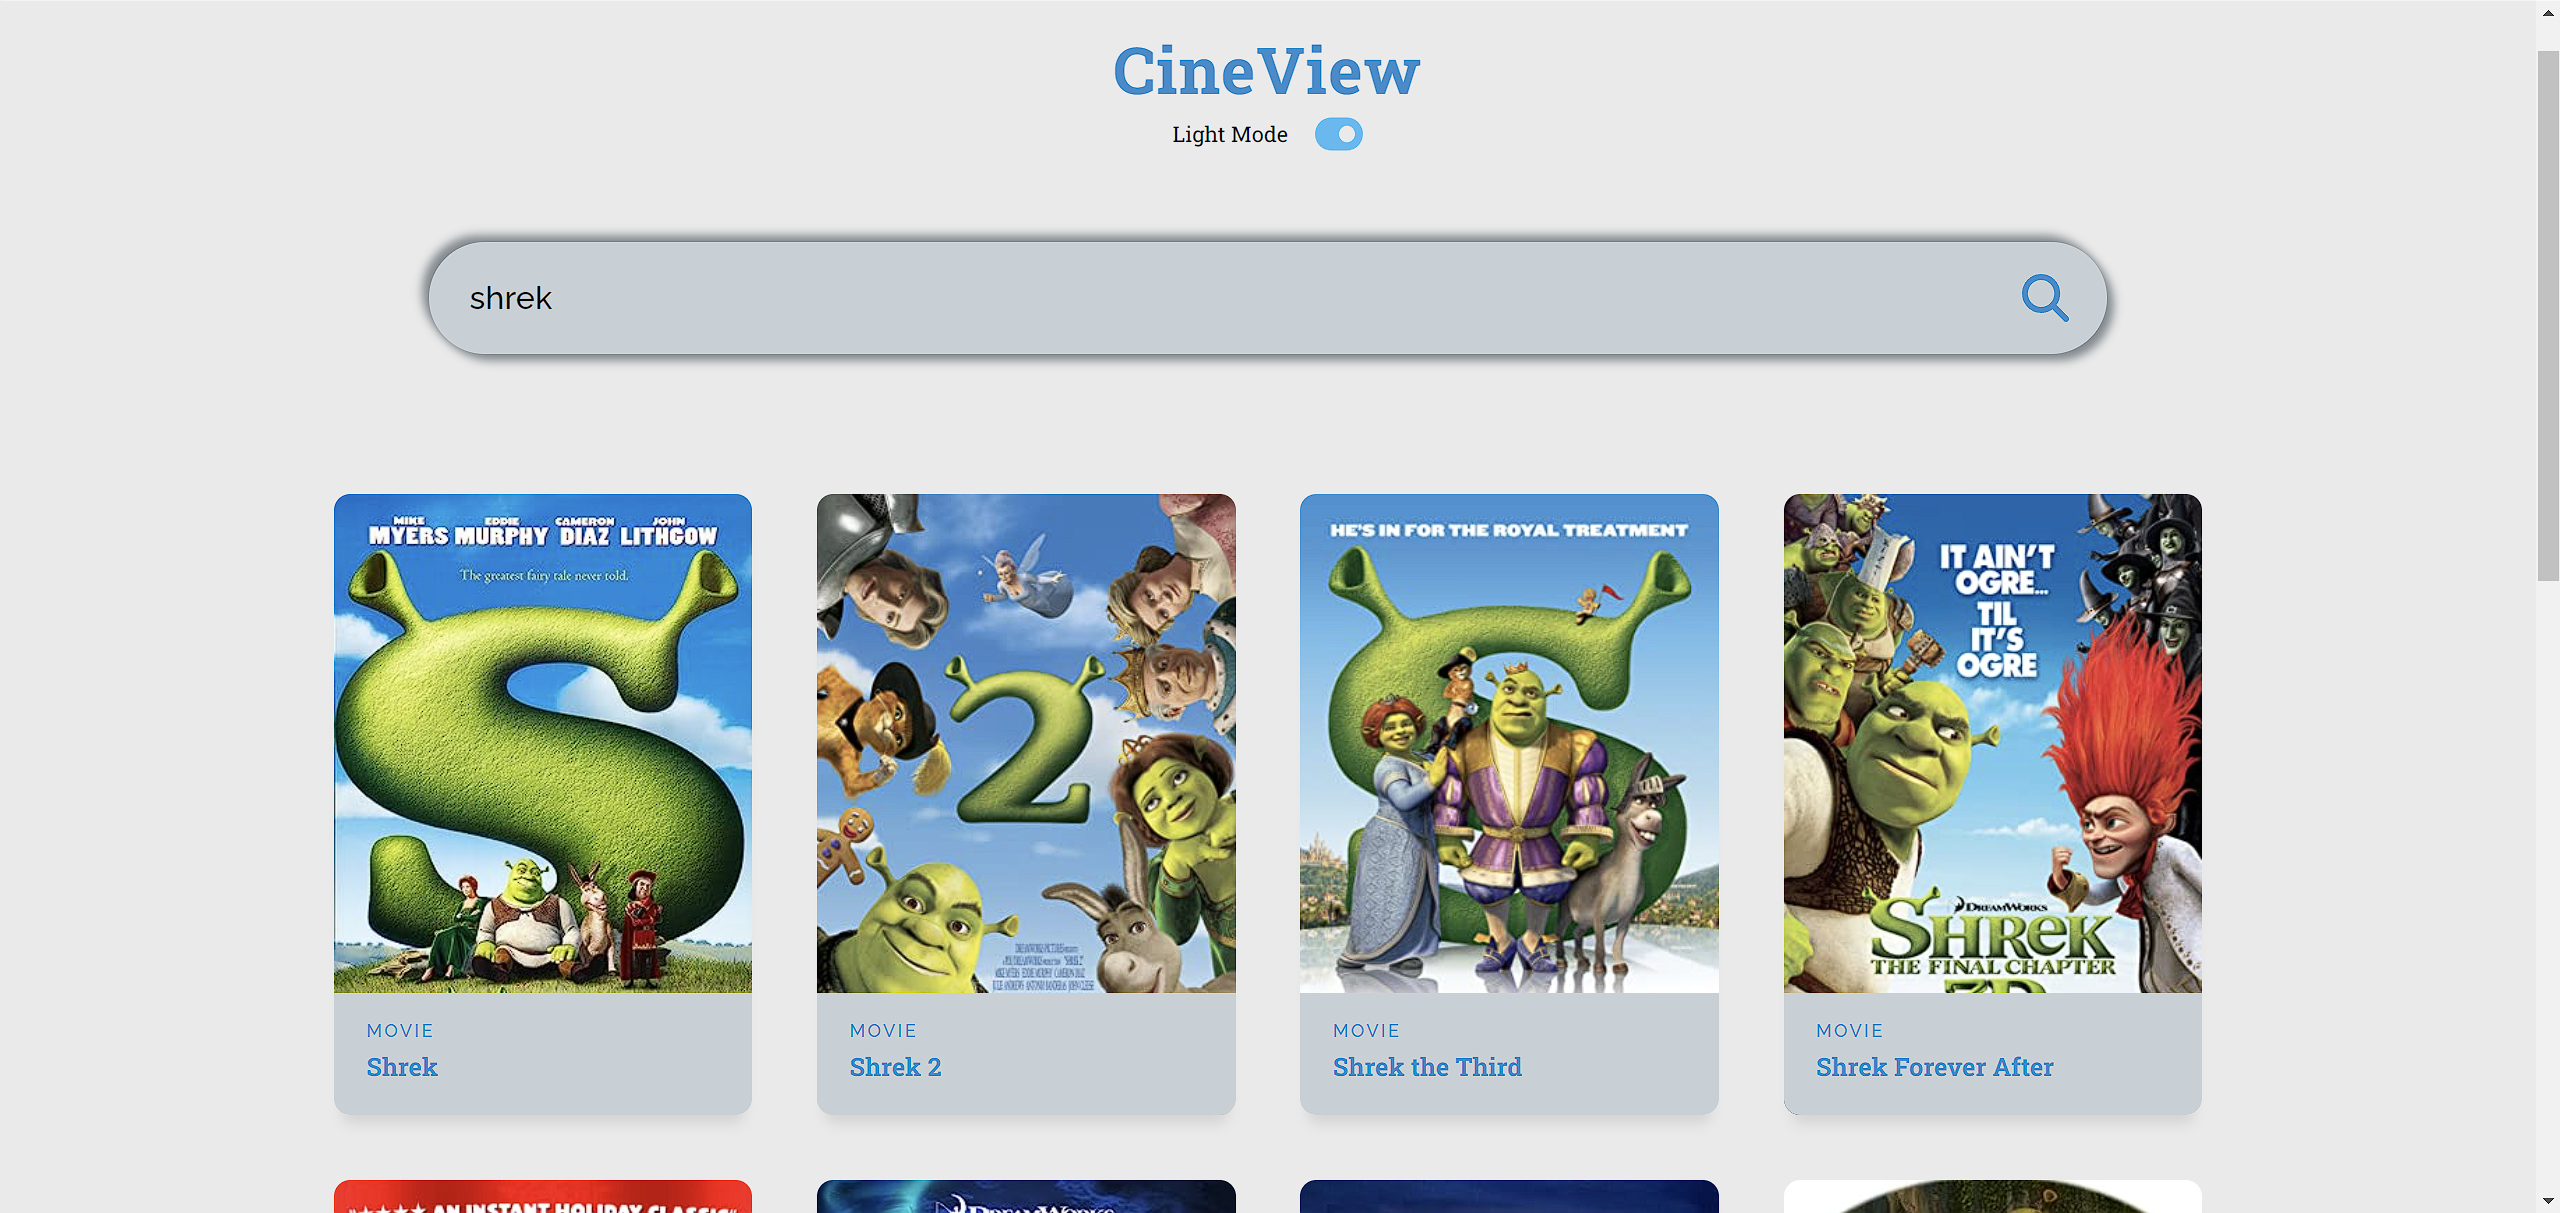 CineView
Light Mode
shrek
MIKE MYERS EDDIE MURPHY CAMERON DIAZ JOHN LITHGOW
The greatest fairy tale never told.
2
HE'S IN FOR THE ROYAL TREATMENT
IT AIN'T
OGRE...
TIL
IT'S
OGRE
DREAMWORKS
SHREK
THE FINAL CHAPTER
3D
MOVIE
Shrek
MOVIE
Shrek 2
MOVIE
Shrek the Third
MOVIE
Shrek Forever After
AN INSTANT HOLIDAY CLASSIC
DREAMWORKS